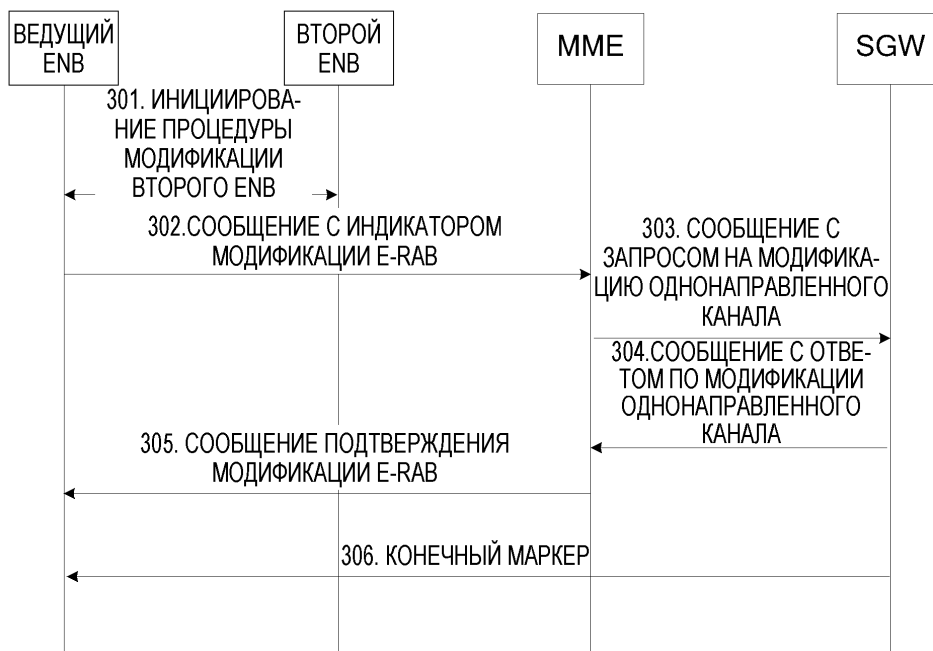 ВЕДУЩИЙ
ENB
ВТОРОЙ
ENB
MME
SGW
301. ИНИЦИИРОВА-
НИЕ ПРОЦЕДУРЫ
МОДИФИКАЦИИ
ВТОРОГО ENB
302.СООБЩЕНИЕ С ИНДИКАТОРОМ
МОДИФИКАЦИИ E-RAB
303. СООБЩЕНИЕ С
ЗАПРОСОМ НА МОДИФИКА-
ЦИЮ ОДНОНАПРАВЛЕННОГО
КАНАЛА
304.СООБЩЕНИЕ С ОТВЕ-
ТОМ ПО МОДИФИКАЦИИ
ОДНОНАПРАВЛЕННОГО
КАНАЛА
305. СООБЩЕНИЕ ПОДТВЕРЖДЕНИЯ
МОДИФИКАЦИИ E-RAB
306. КОНЕЧНЫЙ МАРКЕР